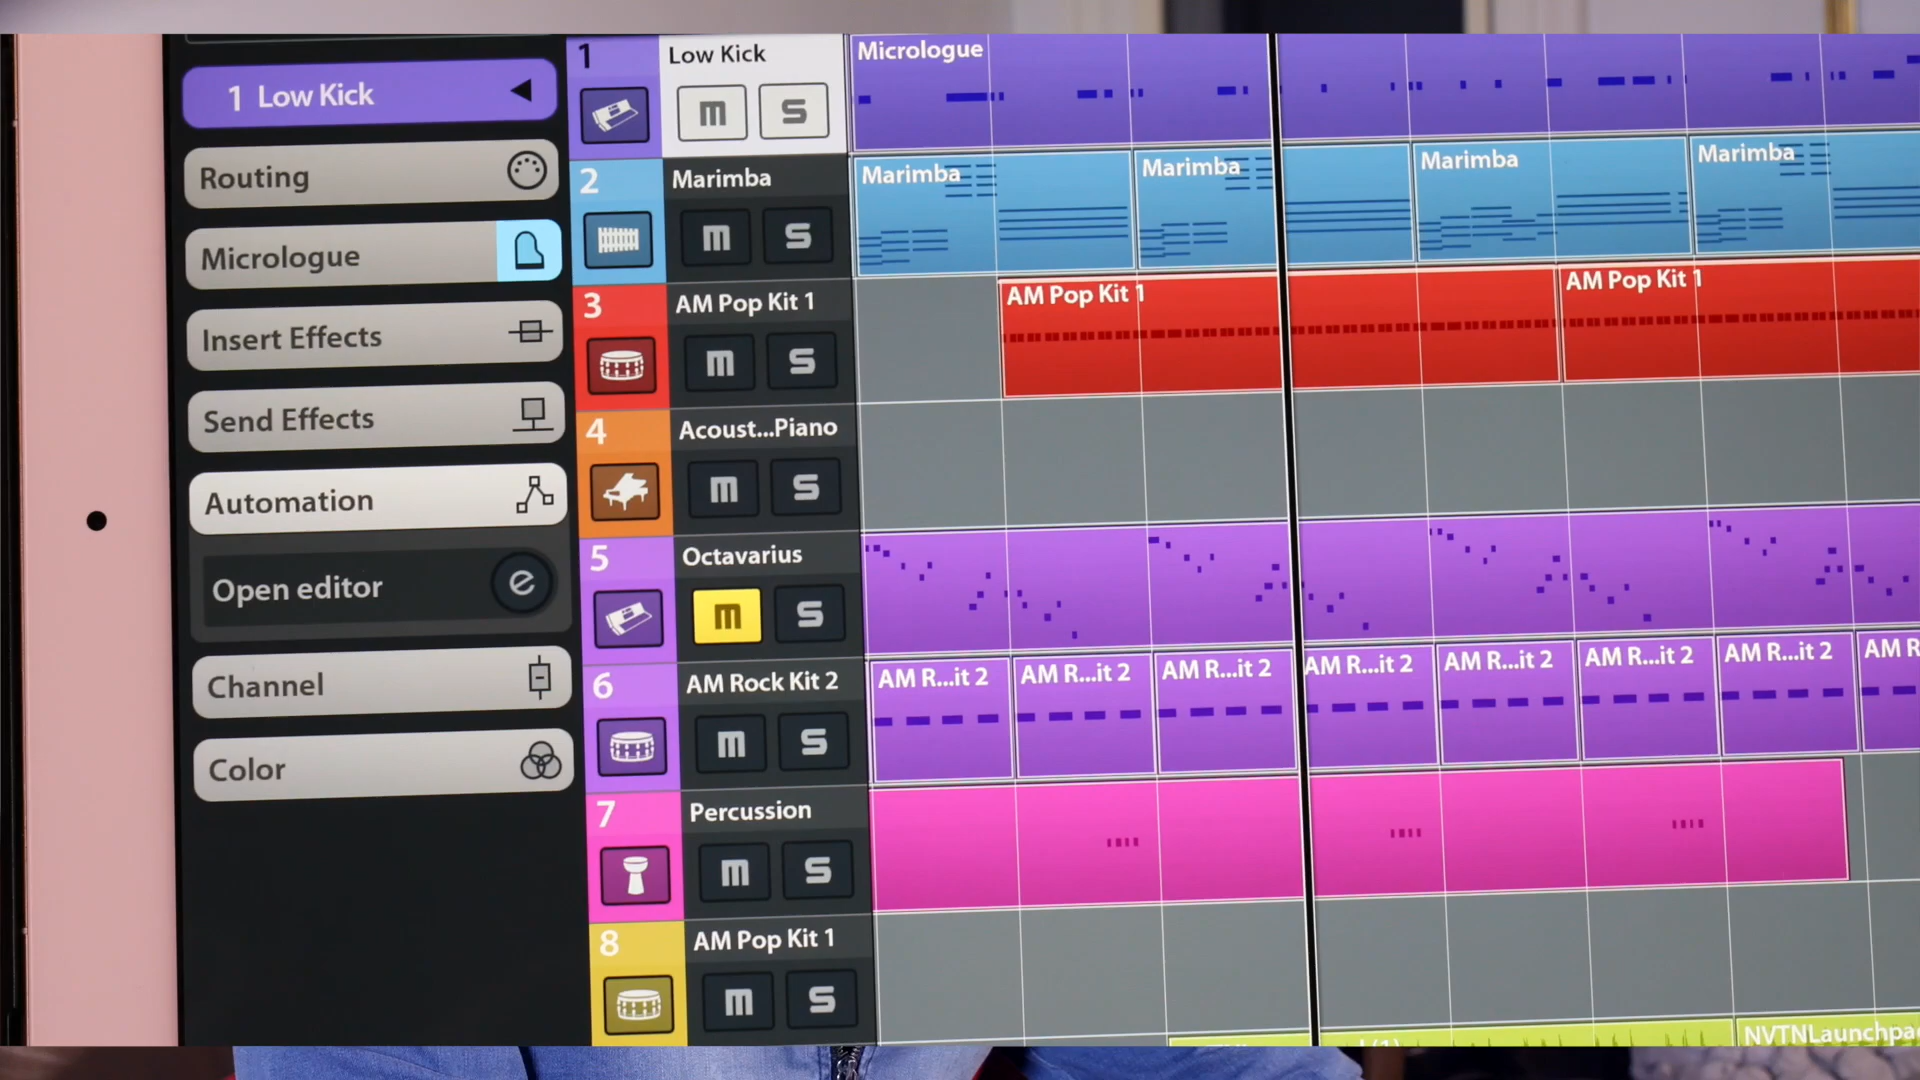 1 Low Kick
Routing
Micrologue
Insert Effects
Send Effects
Automation
Open editor
e
Channel
Color
1
Low Kick
m S
2
Marimba
m S
3
AM Pop Kit 1
m S
4
Acoust...Piano
m S
5
Octavarius
m S
6
AM Rock Kit 2
m S
7
Percussion
m S
8
AM Pop Kit 1
m S
Micrologue
Marimba Marimba Marimba Marimba
AM Pop Kit 1 AM Pop Kit 1
AM R...it 2 AM R...it 2 AM R...it 2 AM R...it 2 AM R...it 2 AM R...it 2 AM R...it 2 AM R
NVTNLaunchpa